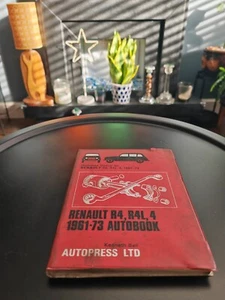 RENAULT R4, R4L, 4
1961-73 AUTOBOOK
AUTOPRESS LTD